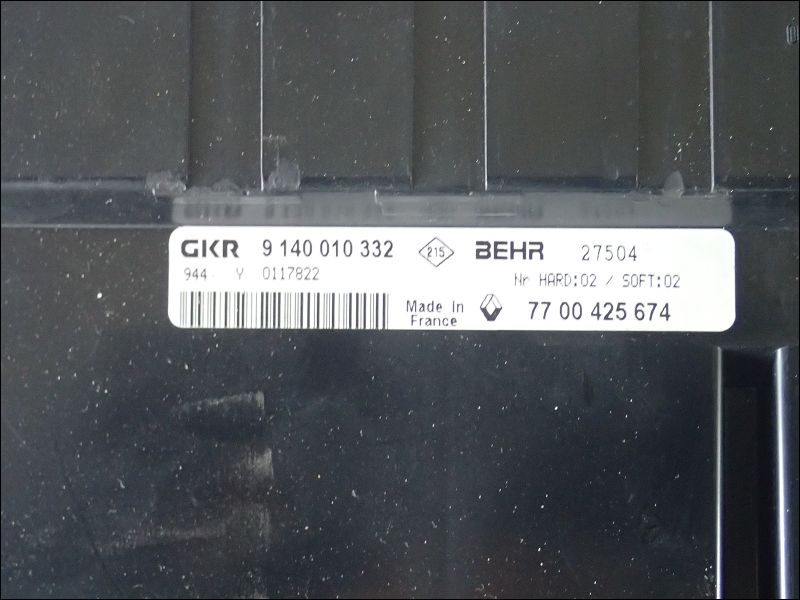 GKR 9 140 010 332 215 BEHR 27504
944 Y 0117822 Nr HARD:02 / SOFT:02
Made In France 77 00 425 674